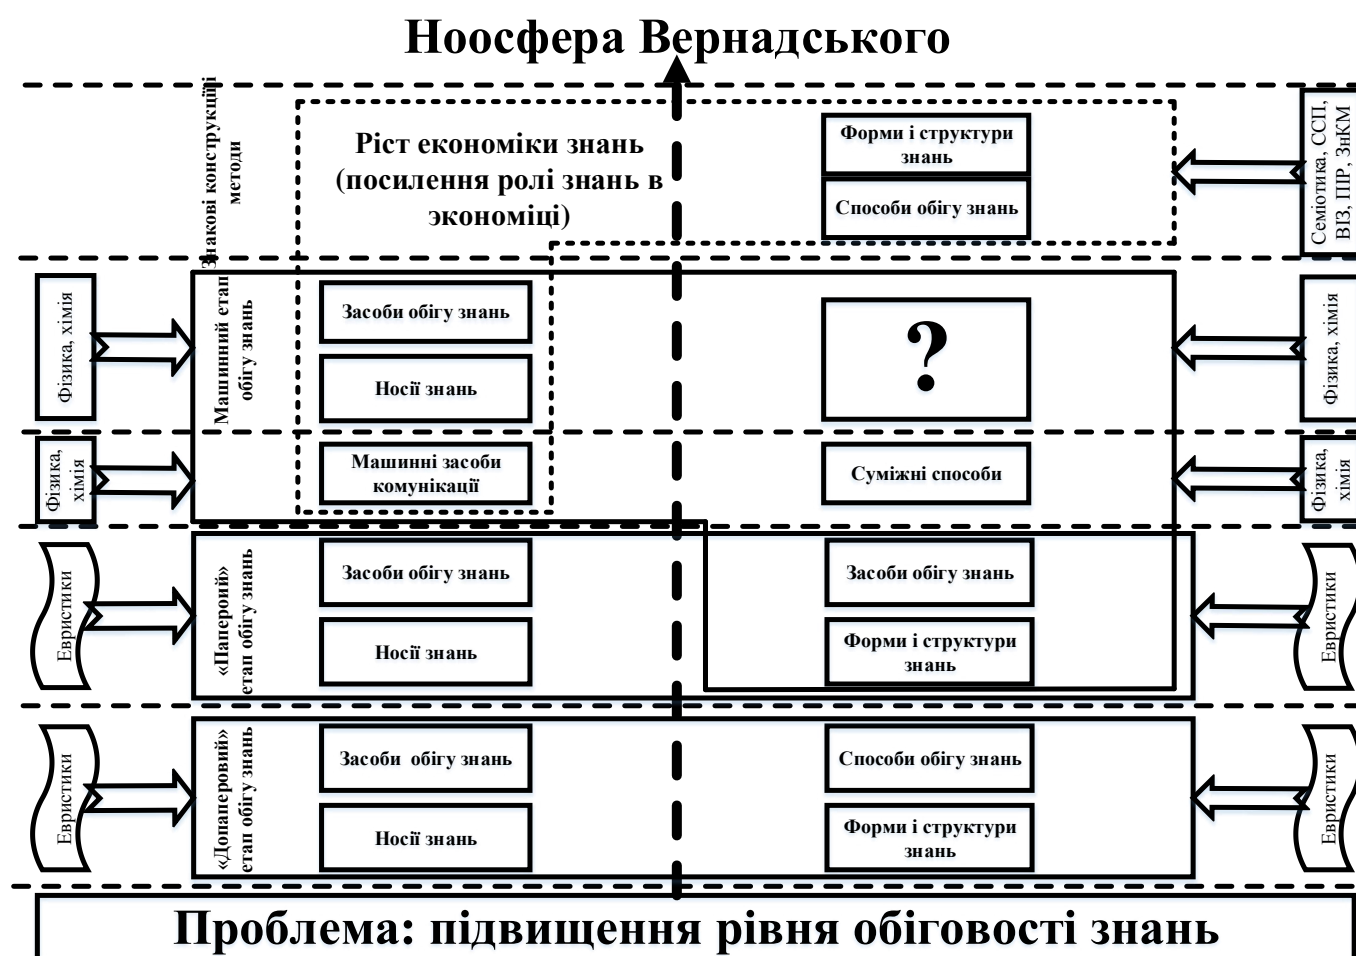 Ноосфера Вернадського
Знакові конструкції і
методи
Ріст економіки знань
(посилення ролі знань в
экономіці)
Форми і структури
знань
Способи обігу знань
Семіотика, ССП,
ВІЗ, ПІР, ЗнКМ
Фізика, хімія
Машинний етап
обігу знань
Засоби обігу знань
Носії знань
?
Фізика, хімія
Фізика,
хімія
Машинні засоби
комунікації
Суміжні способи
Фізика,
хімія
Евристики
«Паперой»
етап обігу знань
Засоби обігу знань
Носії знань
Засоби обігу знань
Форми і структури
знань
Евристики
Евристики
«Допаперовий»
етап обігу знань
Засоби обігу знань
Носії знань
Способи обігу знань
Форми і структури
знань
Евристики
Проблема: підвищення рівня обіговості знань